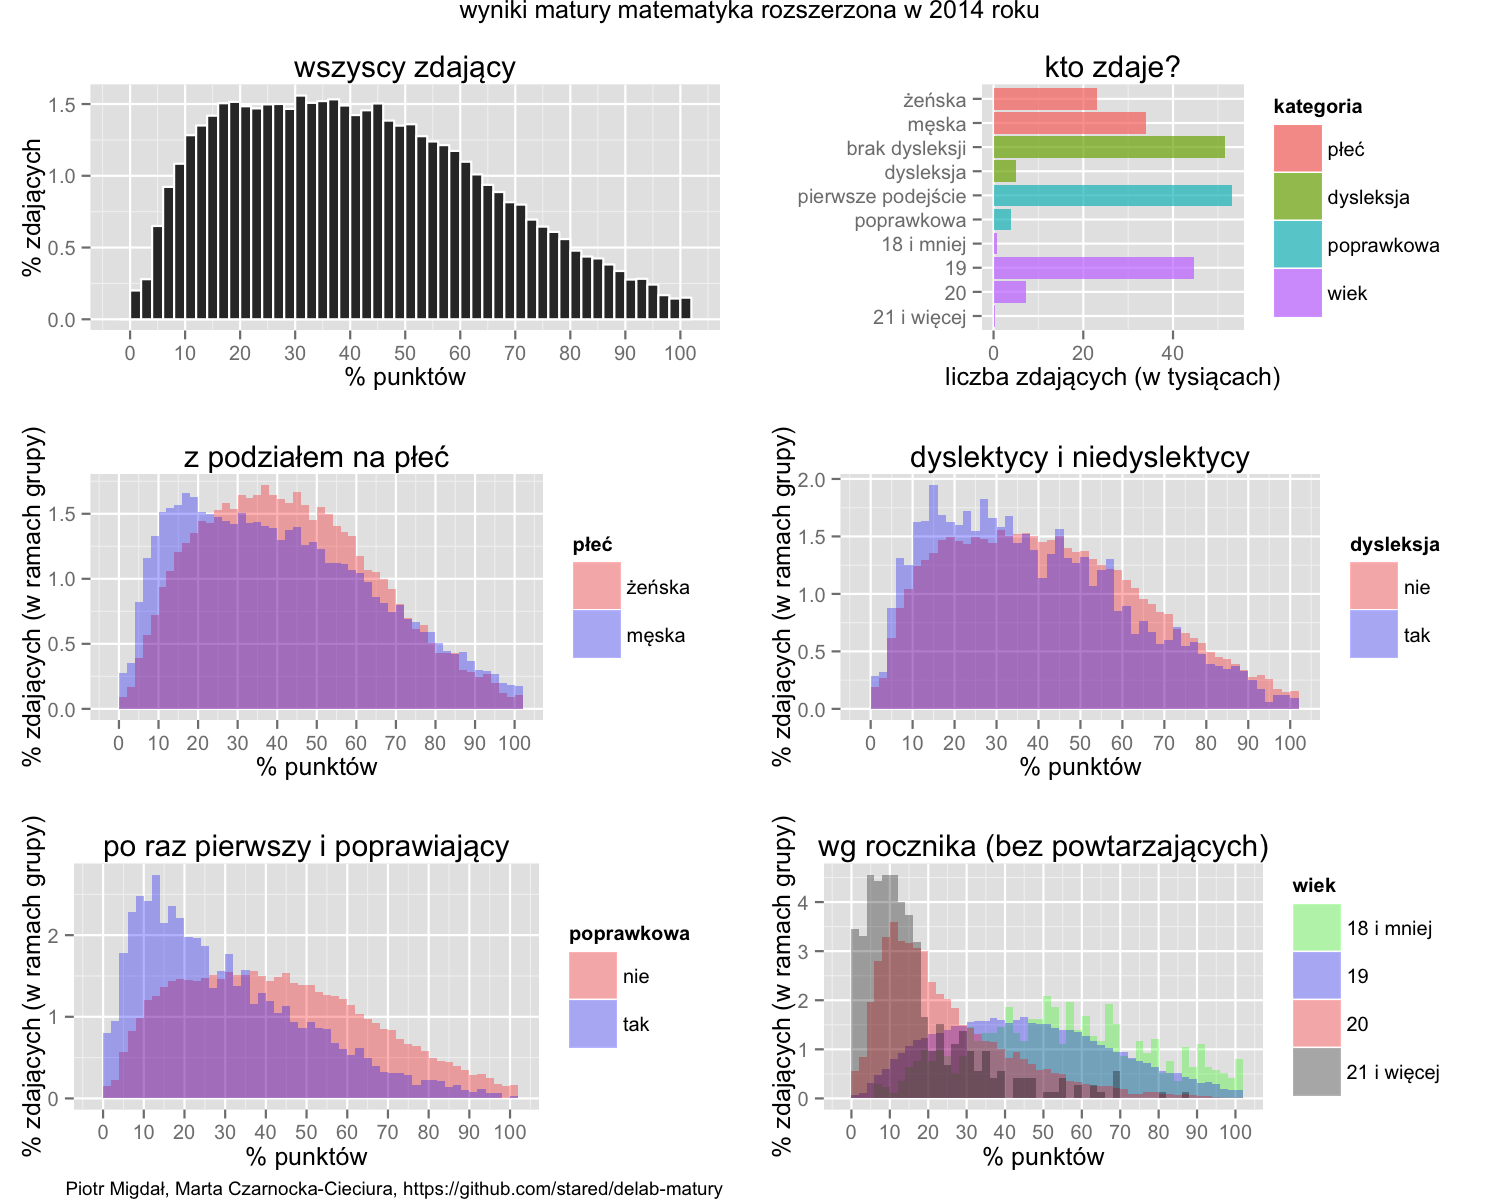 wyniki matury matematyka rozszerzona w 2014 roku
wszyscy zdający
% zdających
1.5
1.0
0.5
0.0
0 10 20 30 40 50 60 70 80 90 100
% punktów
kto zdaje?
żeńska
męska
brak dysleksji
dysleksja
pierwsze podejście
poprawkowa
18 i mniej
19
20
21 i więcej
0 20 40
liczba zdających (w tysiącach)
kategoria
płeć
dysleksja
poprawkowa
wiek
z podziałem na płeć
% zdających (w ramach grupy)
1.5
1.0
0.5
0.0
0 10 20 30 40 50 60 70 80 90 100
% punktów
płeć
żeńska
męska
dyslektycy i niedyslektycy
% zdających (w ramach grupy)
2.0
1.5
1.0
0.5
0.0
0 10 20 30 40 50 60 70 80 90 100
% punktów
dysleksja
nie
tak
po raz pierwszy i poprawiający
% zdających (w ramach grupy)
2
1
0
0 10 20 30 40 50 60 70 80 90 100
% punktów
poprawkowa
nie
tak
wg rocznika (bez powtarzających)
% zdających (w ramach grupy)
4
3
2
1
0
0 10 20 30 40 50 60 70 80 90 100
% punktów
wiek
18 i mniej
19
20
21 i więcej
Piotr Migdał, Marta Czarnocka-Cieciura, https://github.com/stared/delab-matury